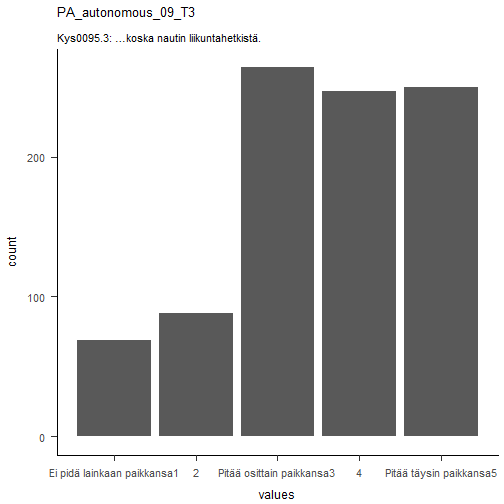 PA_autonomous_09_T3
Kys0095.3: …koska nautin liikuntahetkistä.
200
100
0
count
Ei pidä lainkaan paikkansa1 2 Pitää osittain paikkansa3 4 Pitää täysin paikkansa5
values